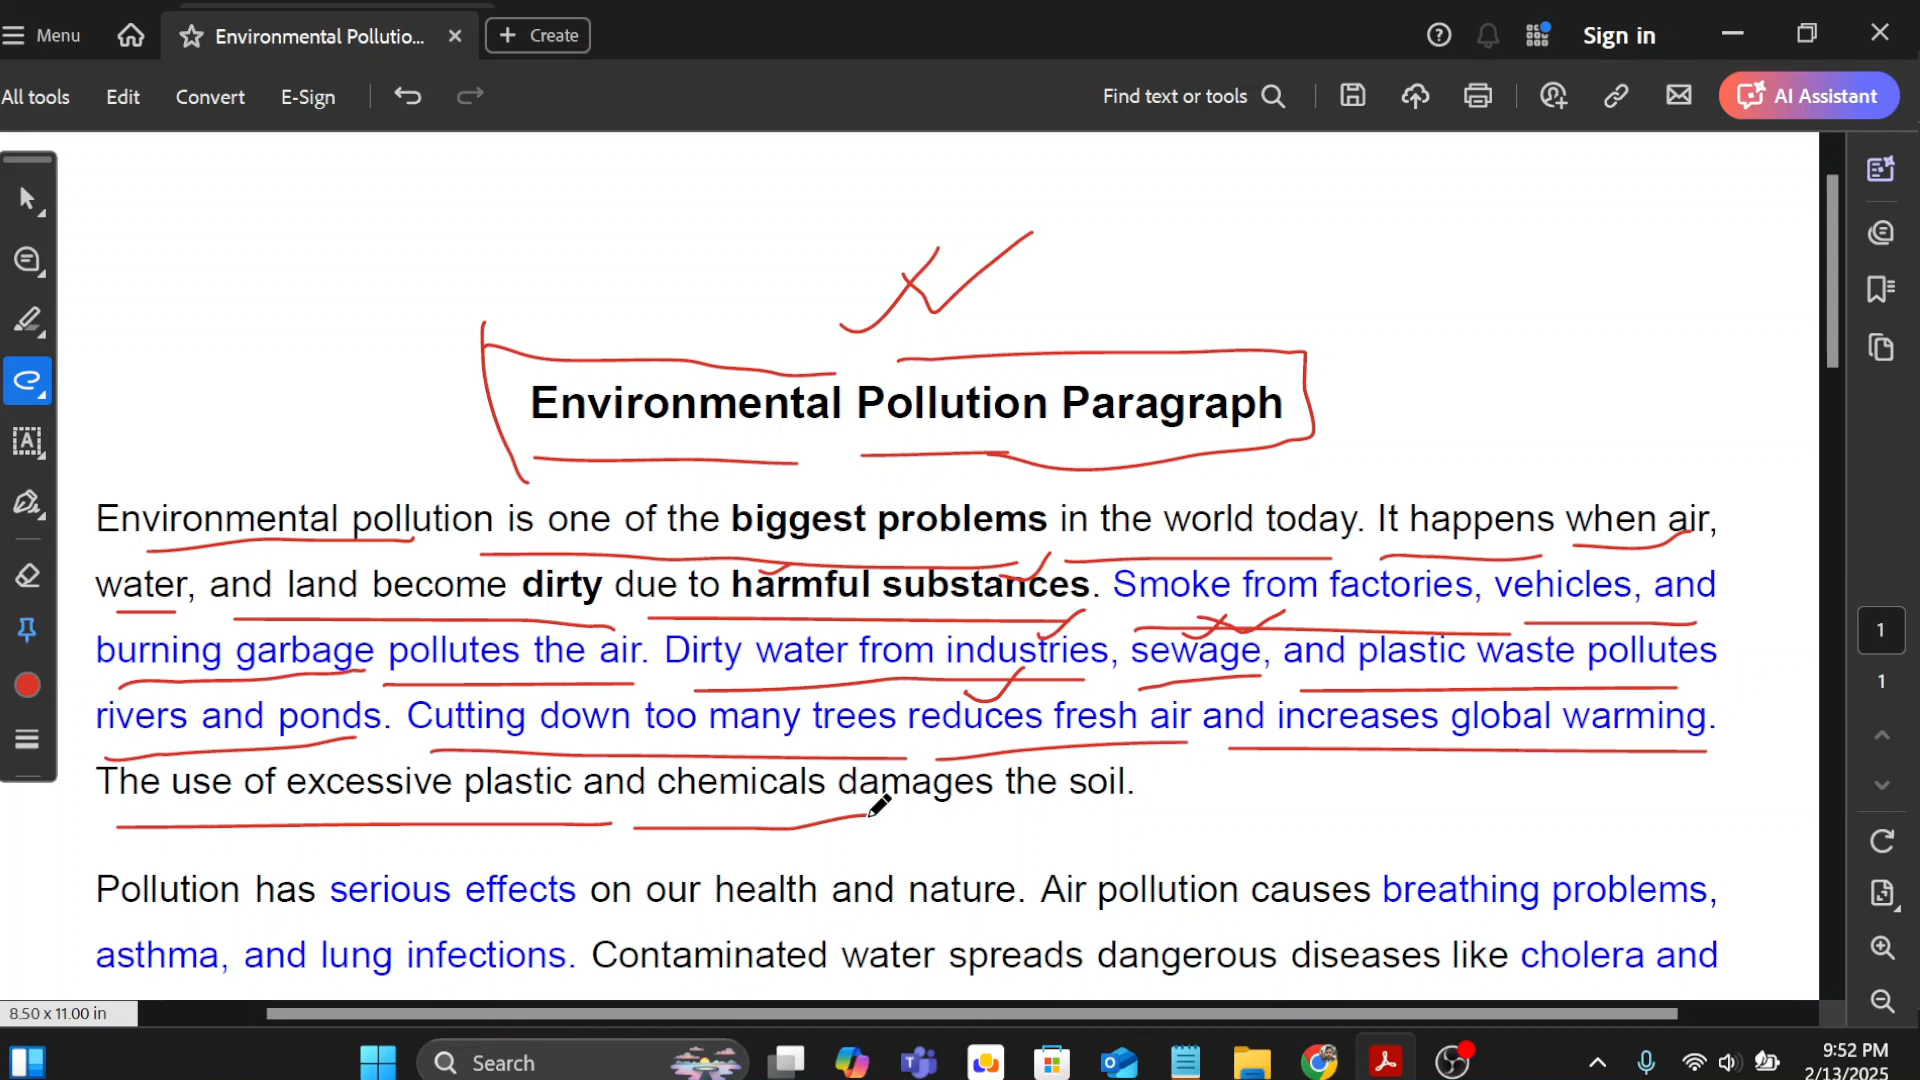 Menu
Environmental Pollutio...
Create
Sign in
All tools
Edit
Convert
E-Sign
Find text or tools
AI Assistant
Environmental Pollution Paragraph
Environmental pollution is one of the biggest problems in the world today. It happens when air,
water, and land become dirty due to harmful substances. Smoke from factories, vehicles, and
burning garbage pollutes the air. Dirty water from industries, sewage, and plastic waste pollutes
rivers and ponds. Cutting down too many trees reduces fresh air and increases global warming.
The use of excessive plastic and chemicals damages the soil.
Pollution has serious effects on our health and nature. Air pollution causes breathing problems,
asthma, and lung infections. Contaminated water spreads dangerous diseases like cholera and
1
1
8.50 x 11.00 in
Search
9:52 PM
2/13/2025